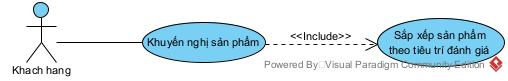 Khuyến nghị sản phẩm
<<Include>>
Sắp xếp sản phẩm
theo tiêu trí đánh giá
Khach hang
Powered By Visual Paradigm Community Edition